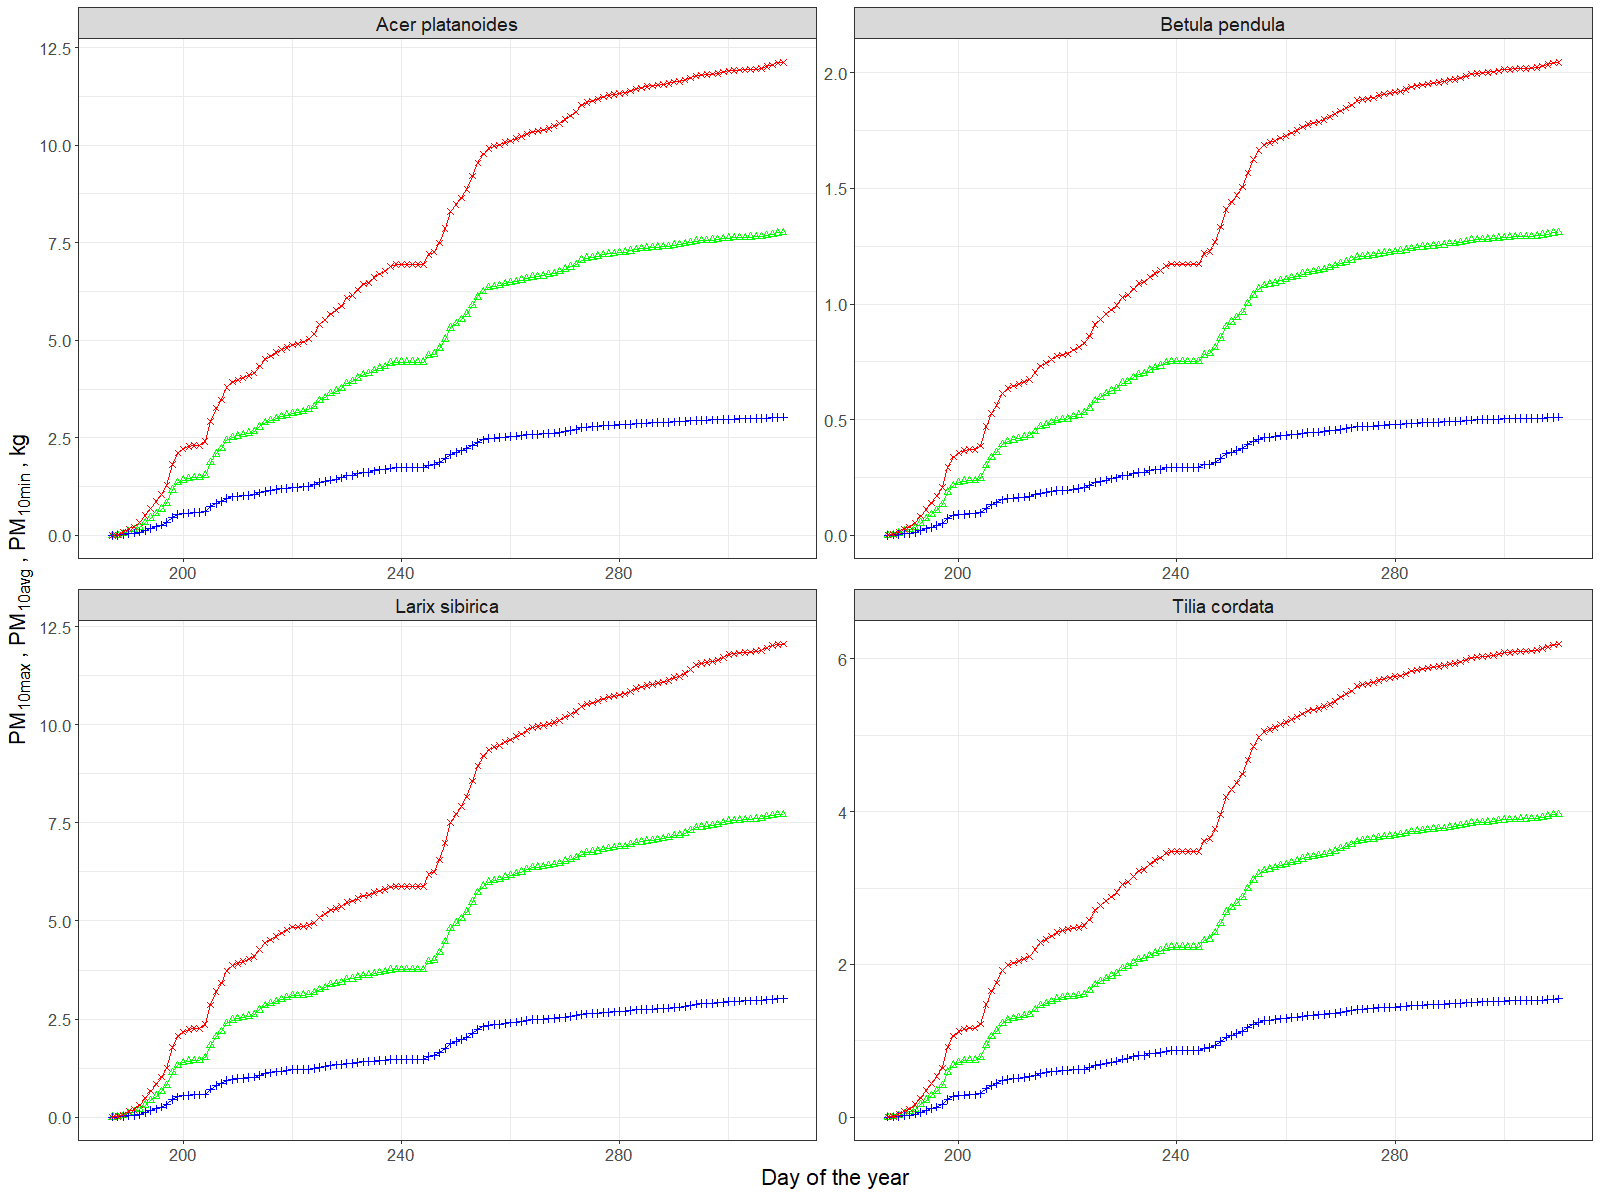 Acer platanoides
Betula pendula
12.5
10.0
7.5
5.0
2.5
0.0
2.0
1.5
1.0
0.5
0.0
200 240 280
200 240 280
Larix sibirica
Tilia cordata
12.5
10.0
7.5
5.0
2.5
0.0
6
4
2
0
200 240 280
200 240 280
PM10max , PM10avg , PM10min , kg
Day of the year